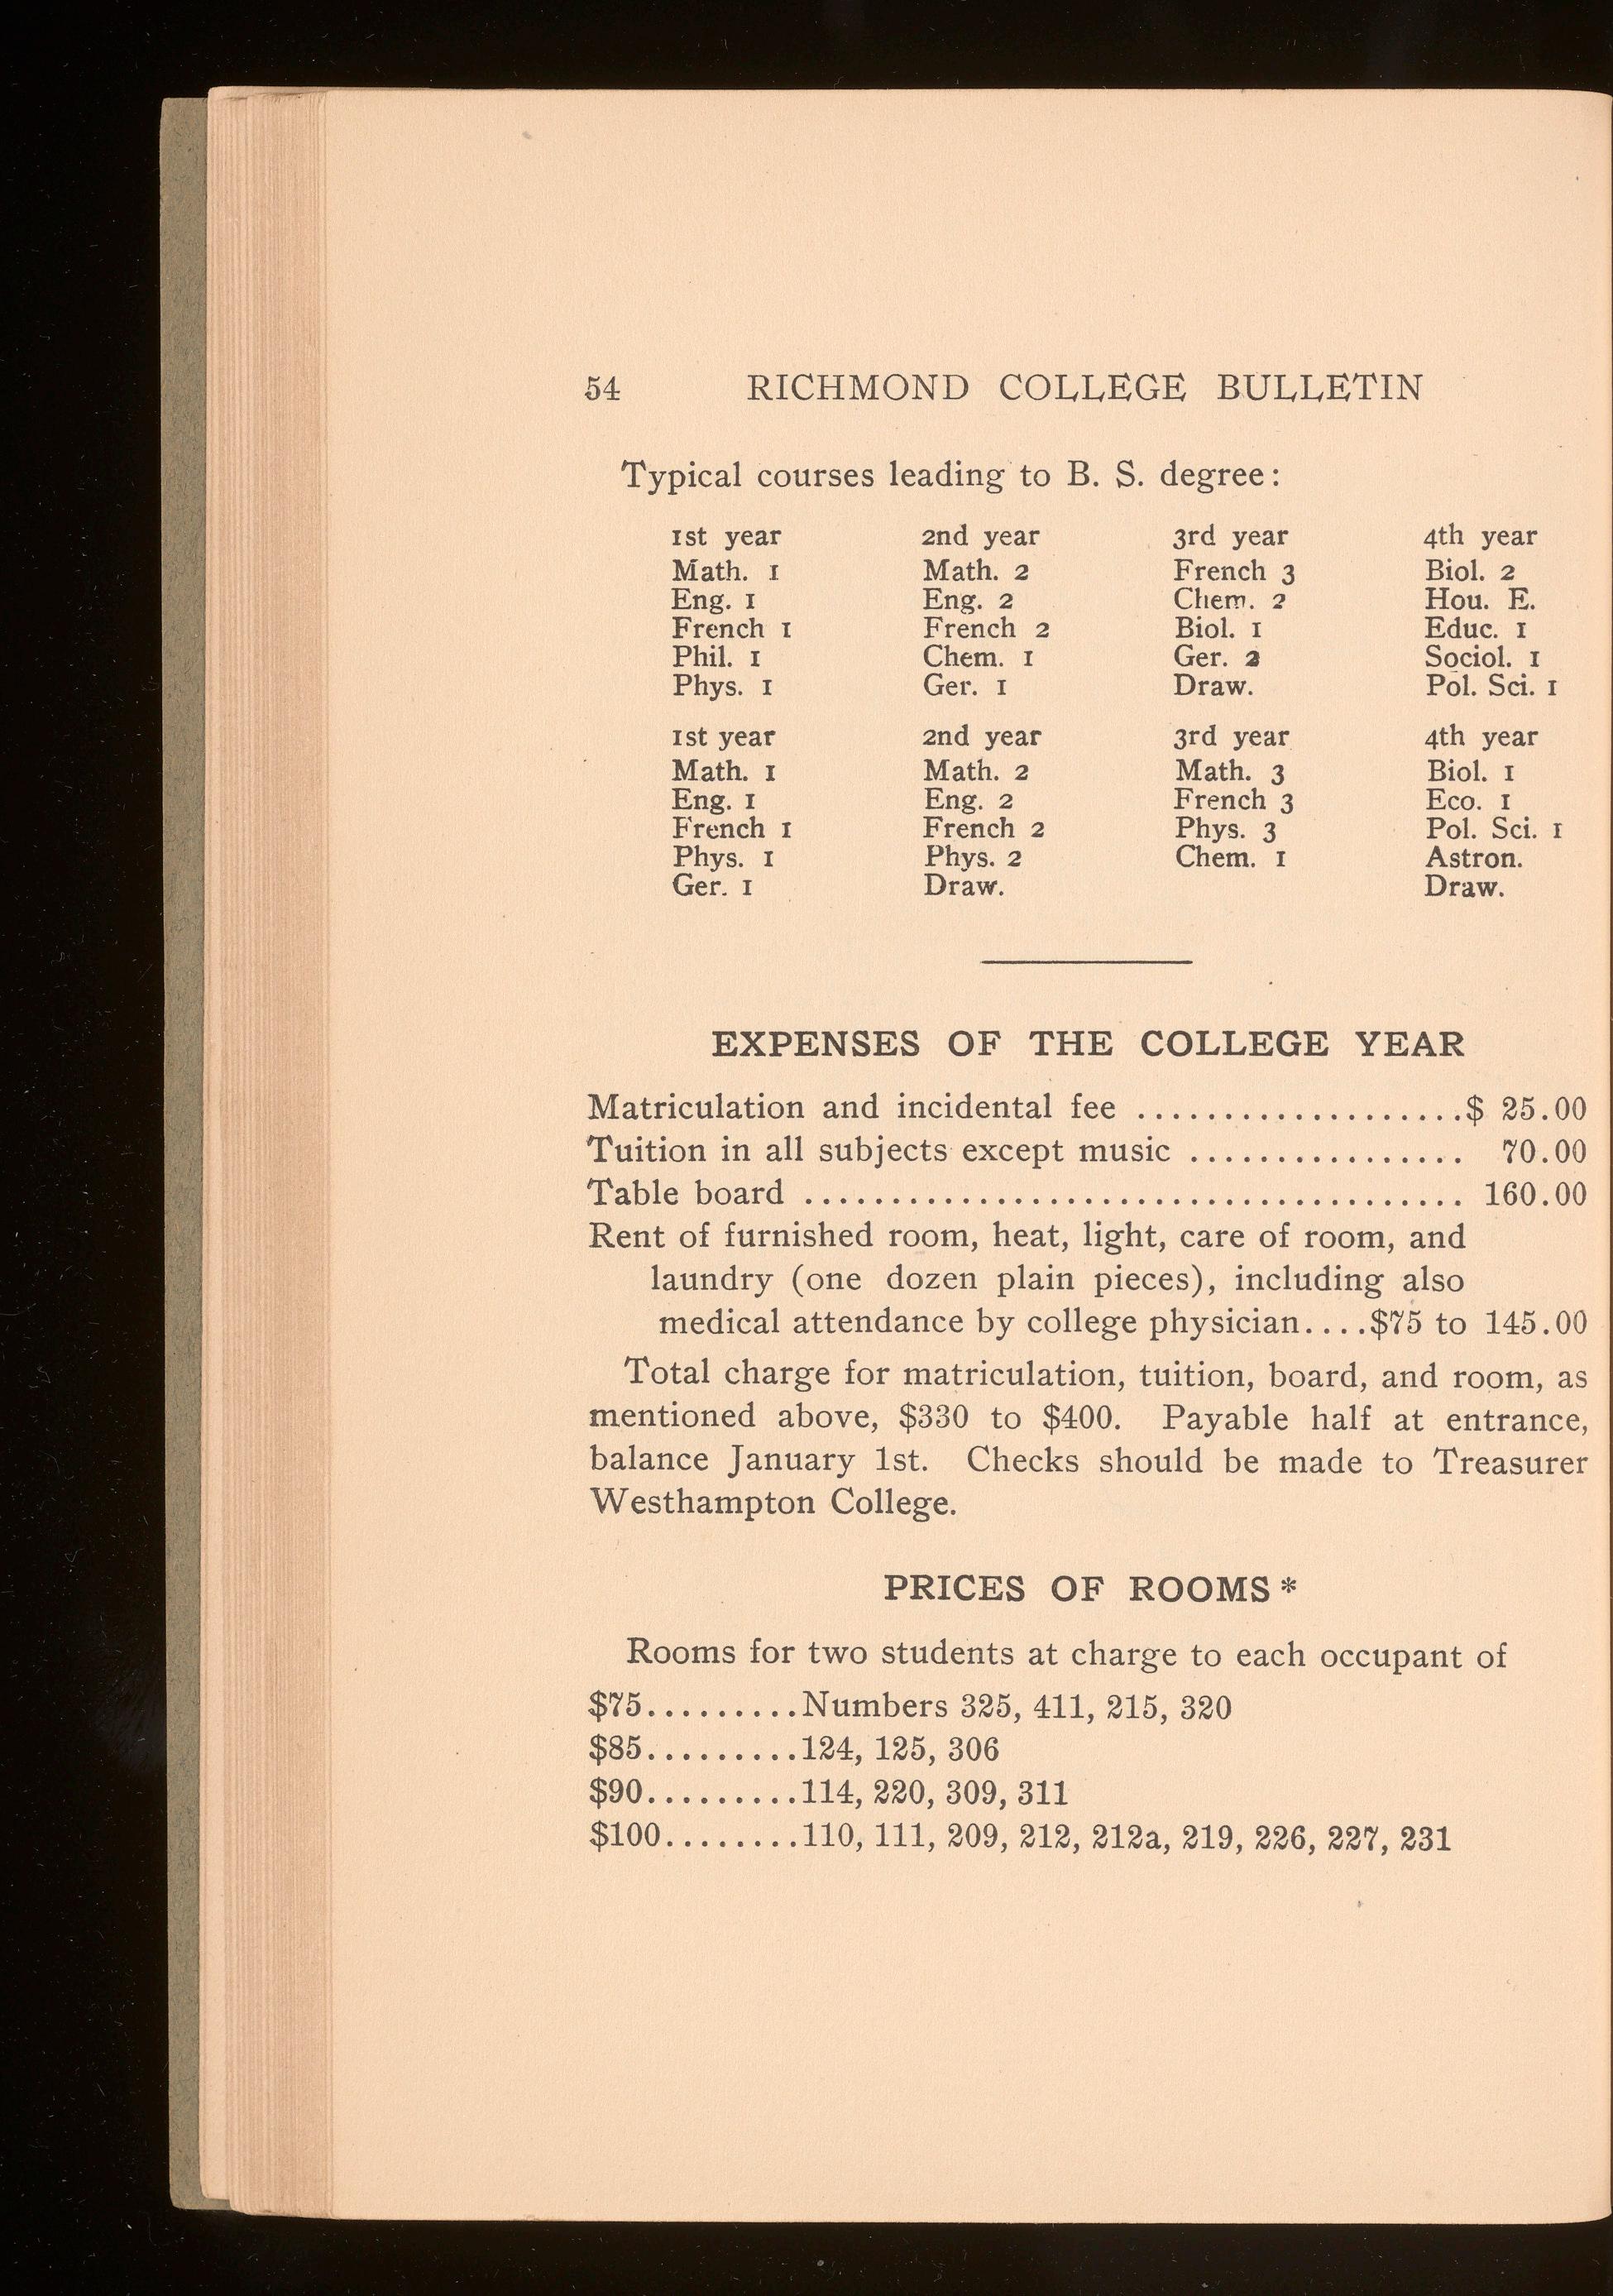 54 RICHMOND COLLEGE BULLETIN
Typical courses leading to B. S. degree:
1st year 2nd year 3rd year 4th year
Math. 1 Math. 2 French 3 Biol. 2
Eng. 1 Eng. 2 Chem. 2 Hou. E.
French 1 French 2 Biol. 1 Educ. 1
Phil. 1 Chem. 1 Ger. 2 Sociol. 1
Phys. 1 Ger. 1 Draw. Pol. Sci. 1
1st year 2nd year 3rd year 4th year
Math. 1 Math. 2 Math. 3 Biol. 1
Eng. 1 Eng. 2 French 3 Eco. 1
French 1 French 2 Phys. 3 Pol. Sci. 1
Phys. 1 Phys. 2 Chem. 1 Astron.
Ger. 1 Draw. Draw.
EXPENSES OF THE COLLEGE YEAR
Matriculation and incidental fee ...................$ 25.00
Tuition in all subjects except music ................ 70.00
Table board ...................................... 160.00
Rent of furnished room, heat, light, care of room, and
laundry (one dozen plain pieces), including also
medical attendance by college physician....$75 to 145.00
Total charge for matriculation, tuition, board, and room, as
mentioned above, $330 to $400. Payable half at entrance,
balance January 1st. Checks should be made to Treasurer
Westhampton College.
PRICES OF ROOMS*
Rooms for two students at charge to each occupant of
$75.........Numbers 325, 411, 215, 320
$85.........124, 125, 306
$90.........114, 220, 309, 311
$100........110, 111, 209, 212, 212a, 219, 226, 227, 231